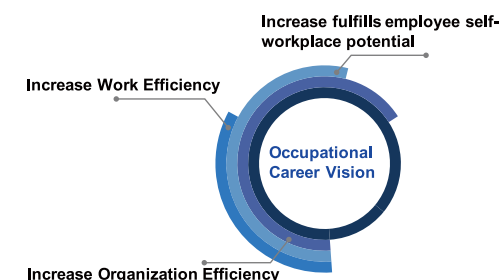 Increase fulfills employee self-
workplace potential
Increase Work Efficiency
Occupational
Career Vision
Increase Organization Efficiency